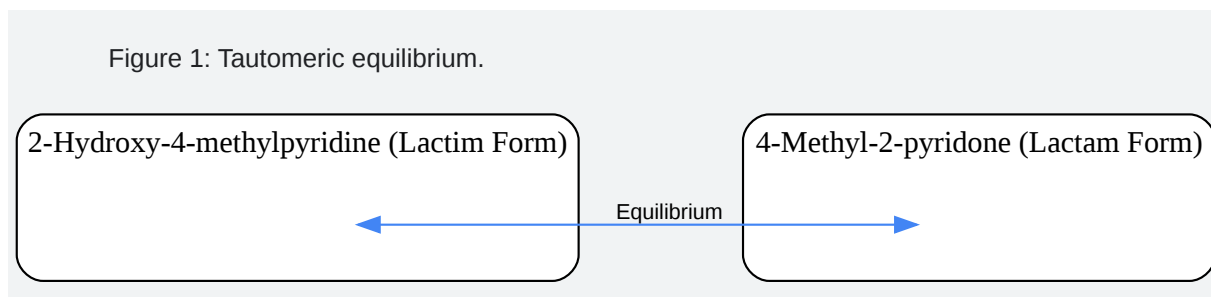 Figure 1: Tautomeric equilibrium.
2-Hydroxy-4-methylpyridine (Lactim Form)
4-Methyl-2-pyridone (Lactam Form)
Equilibrium